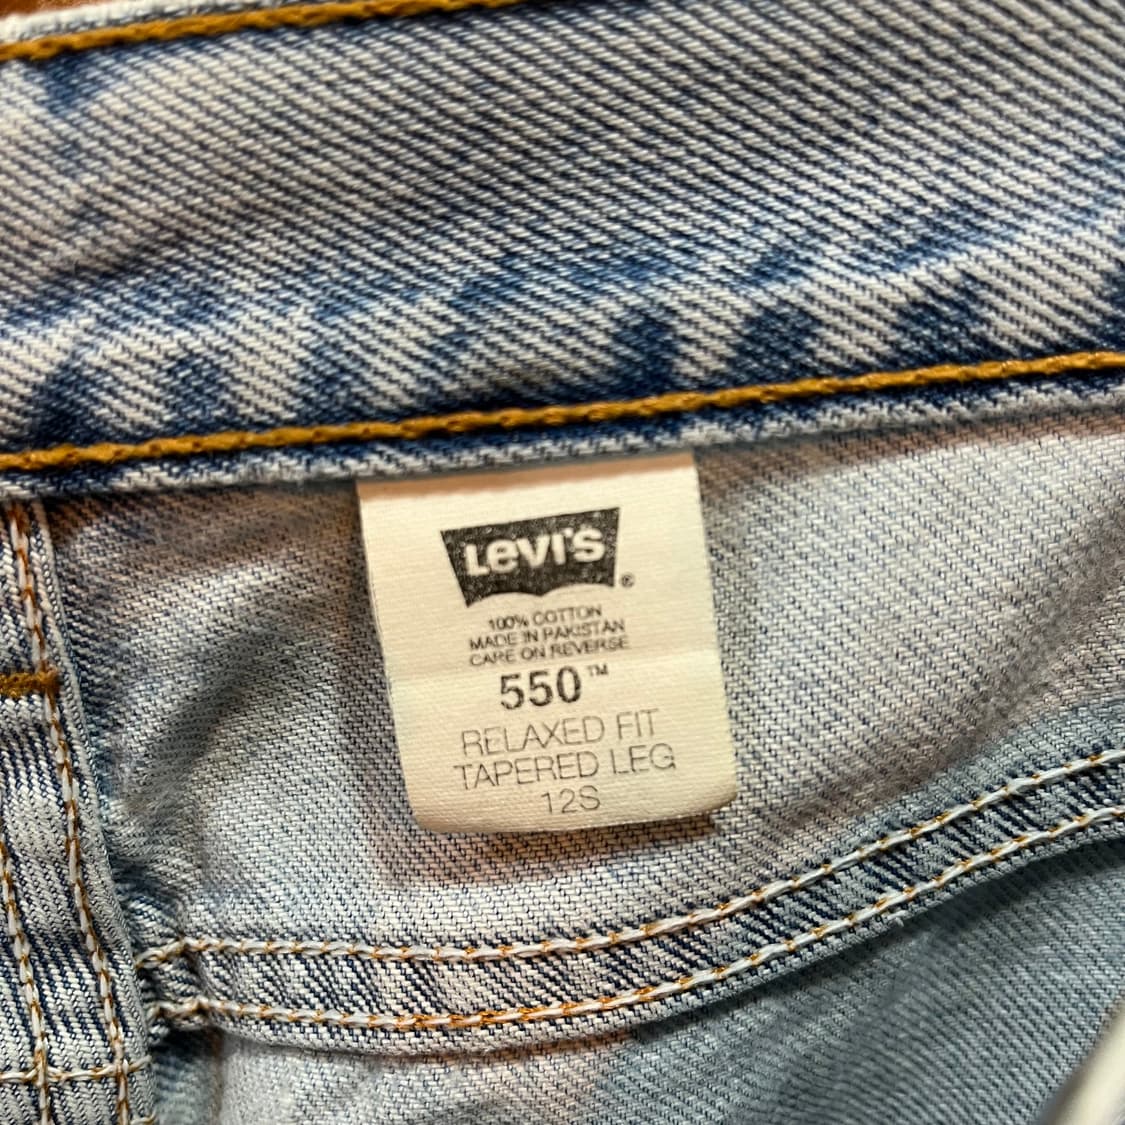 Levi's®
100% COTTON
MADE IN PAKISTAN
CARE ON REVERSE
550™
RELAXED FIT
TAPERED LEG
12S